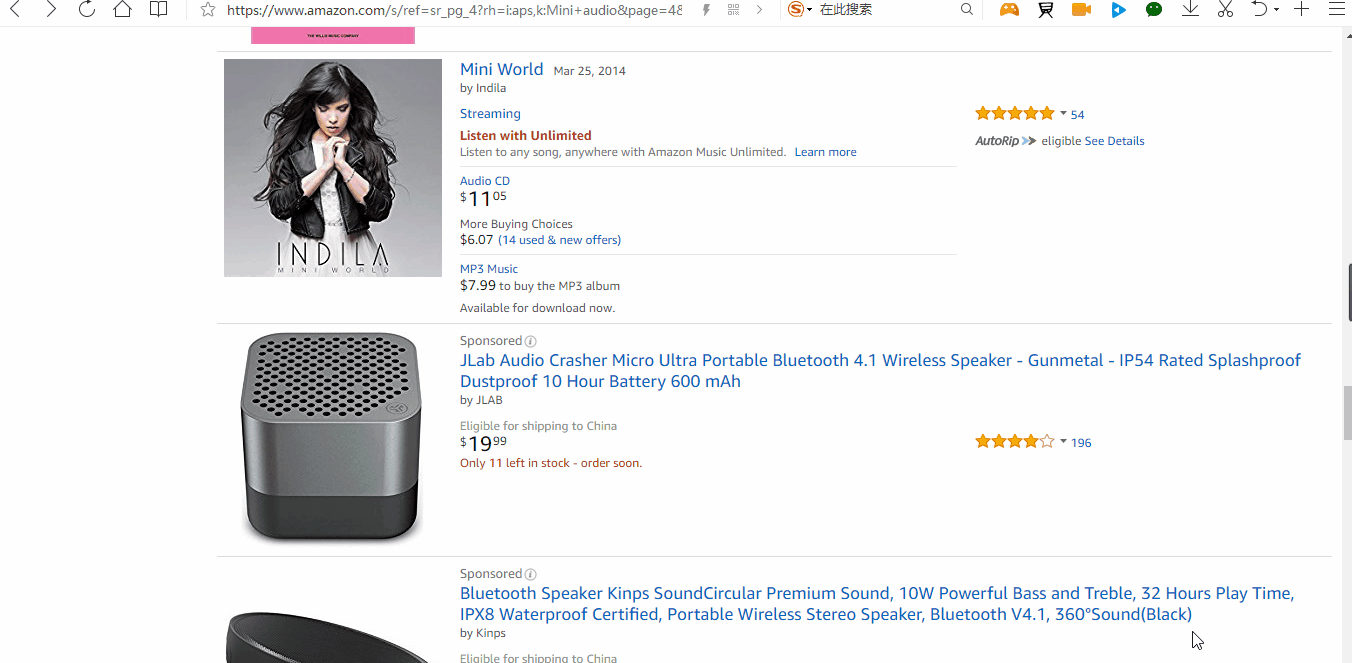 https://www.amazon.com/s/ref=sr_pg_4?rh=i:aps,k:Mini+audio&page=4&
在此搜索
THE WILLIS MUSIC COMPANY
Mini World Mar 25, 2014
by Indila
Streaming
54
Listen with Unlimited
AutoRip eligible See Details
Listen to any song, anywhere with Amazon Music Unlimited. Learn more
Audio CD
$11 05
More Buying Choices
$6.07 (14 used & new offers)
INDILA
MINI WORLD
MP3 Music
$7.99 to buy the MP3 album
Available for download now.
Sponsored
JLab Audio Crasher Micro Ultra Portable Bluetooth 4.1 Wireless Speaker - Gunmetal - IP54 Rated Splashproof
Dustproof 10 Hour Battery 600 mAh
by JLAB
Eligible for shipping to China
$19 99
196
Only 11 left in stock - order soon.
Sponsored
Bluetooth Speaker Kinps SoundCircular Premium Sound, 10W Powerful Bass and Treble, 32 Hours Play Time,
IPX8 Waterproof Certified, Portable Wireless Stereo Speaker, Bluetooth V4.1, 360°Sound(Black)
by Kinps
Eligible for shipping to China